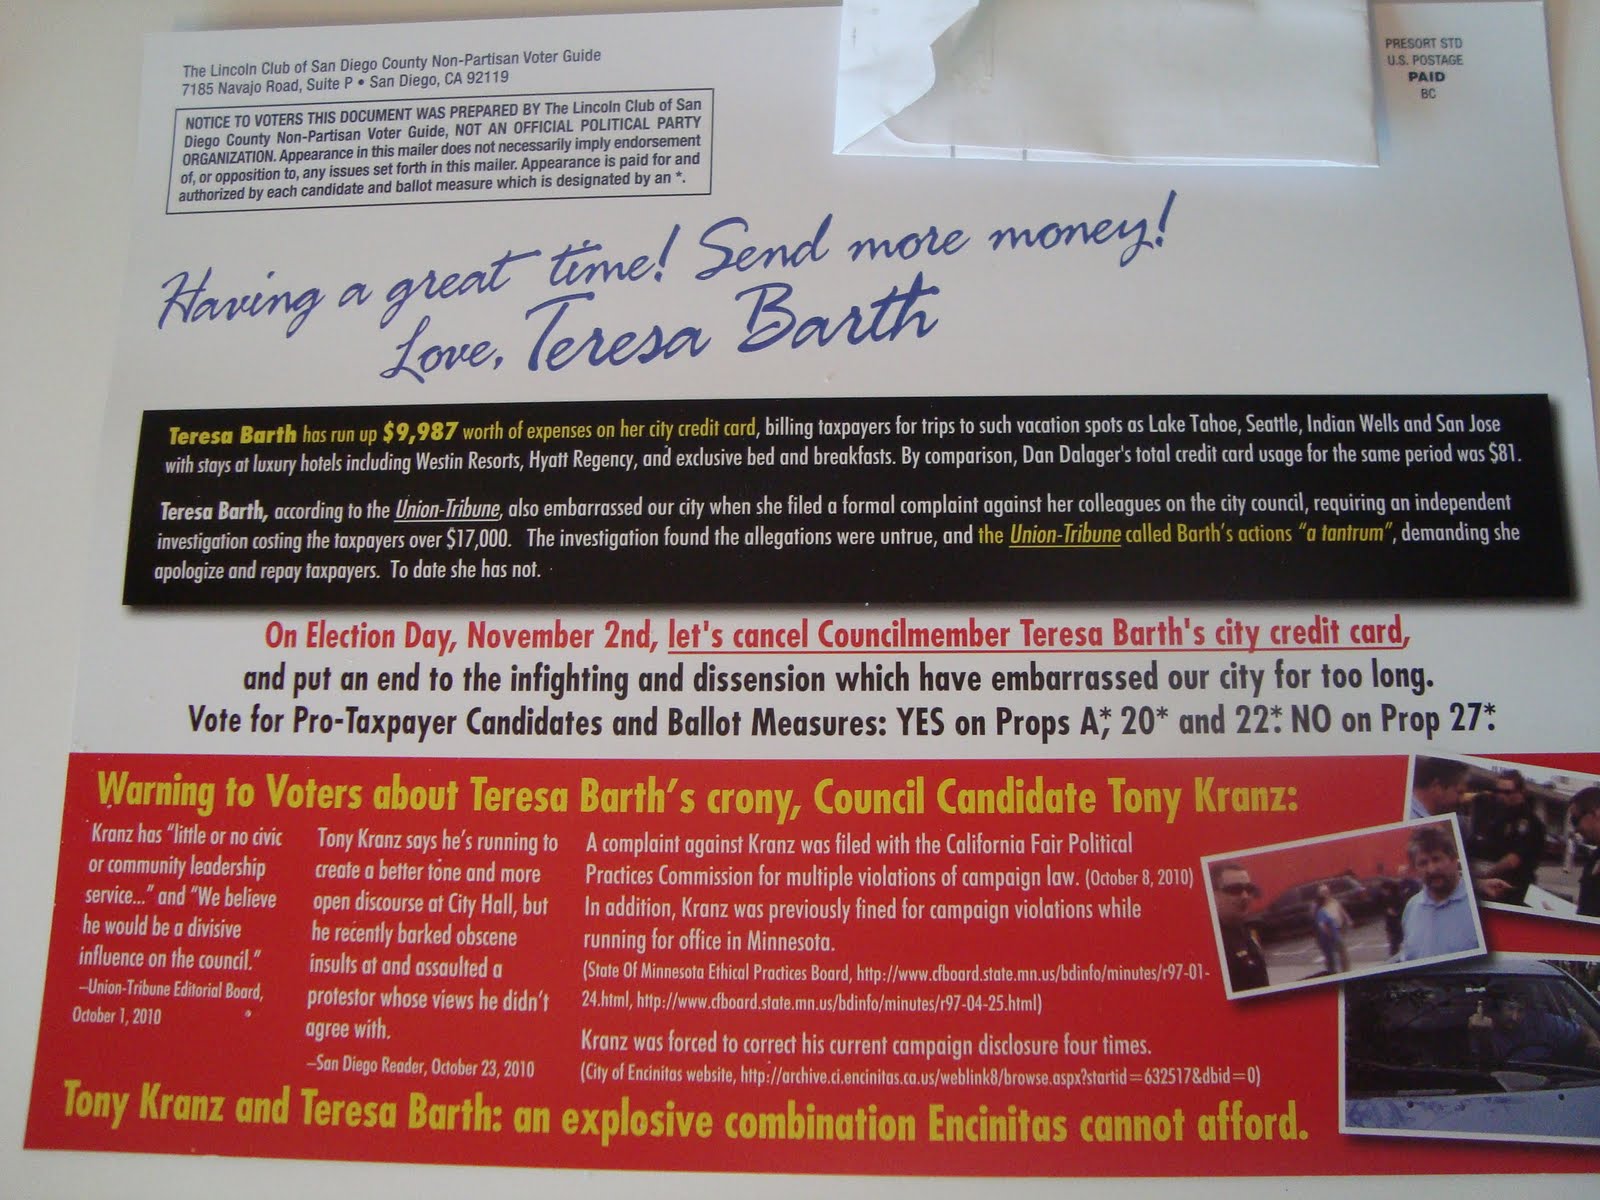 The Lincoln Club of San Diego County Non-Partisan Voter Guide
7185 Navajo Road, Suite P • San Diego, CA 92119
PRESORT STD
U.S. POSTAGE
PAID
BC
NOTICE TO VOTERS THIS DOCUMENT WAS PREPARED BY The Lincoln Club of San
Diego County Non-Partisan Voter Guide, NOT AN OFFICIAL POLITICAL PARTY
ORGANIZATION. Appearance in this mailer does not necessarily imply endorsement
of, or opposition to, any issues set forth in this mailer. Appearance is paid for and
authorized by each candidate and ballot measure which is designated by an *.
Having a great time! Send more money!
Love, Teresa Barth
Teresa Barth has run up $9,987 worth of expenses on her city credit card, billing taxpayers for trips to such vacation spots as Lake Tahoe, Seattle, Indian Wells and San Jose
with stays at luxury hotels including Westin Resorts, Hyatt Regency, and exclusive bed and breakfasts. By comparison, Dan Dalager's total credit card usage for the same period was $81.
Teresa Barth, according to the Union-Tribune, also embarrassed our city when she filed a formal complaint against her colleagues on the city council, requiring an independent
investigation costing the taxpayers over $17,000. The investigation found the allegations were untrue, and the Union-Tribune called Barth's actions "a tantrum", demanding she
apologize and repay taxpayers. To date she has not.
On Election Day, November 2nd, let's cancel Councilmember Teresa Barth's city credit card,
and put an end to the infighting and dissension which have embarrassed our city for too long.
Vote for Pro-Taxpayer Candidates and Ballot Measures: YES on Props A*, 20* and 22*. NO on Prop 27*.
Warning to Voters about Teresa Barth's crony, Council Candidate Tony Kranz:
Kranz has "little or no civic
or community leadership
service..." and "We believe
he would be a divisive
influence on the council."
–Union-Tribune Editorial Board,
October 1, 2010
Tony Kranz says he's running to
create a better tone and more
open discourse at City Hall, but
he recently barked obscene
insults at and assaulted a
protestor whose views he didn't
agree with.
–San Diego Reader, October 23, 2010
A complaint against Kranz was filed with the California Fair Political
Practices Commission for multiple violations of campaign law. (October 8, 2010)
In addition, Kranz was previously fined for campaign violations while
running for office in Minnesota.
(State Of Minnesota Ethical Practices Board, http://www.cfboard.state.mn.us/bdinfo/minutes/r97-01-
24.html, http://www.cfboard.state.mn.us/bdinfo/minutes/r97-04-25.html)
Kranz was forced to correct his current campaign disclosure four times.
(City of Encinitas website, http://archive.ci.encinitas.ca.us/weblink8/browse.aspx?startid=632517&dbid=0)
Tony Kranz and Teresa Barth: an explosive combination Encinitas cannot afford.